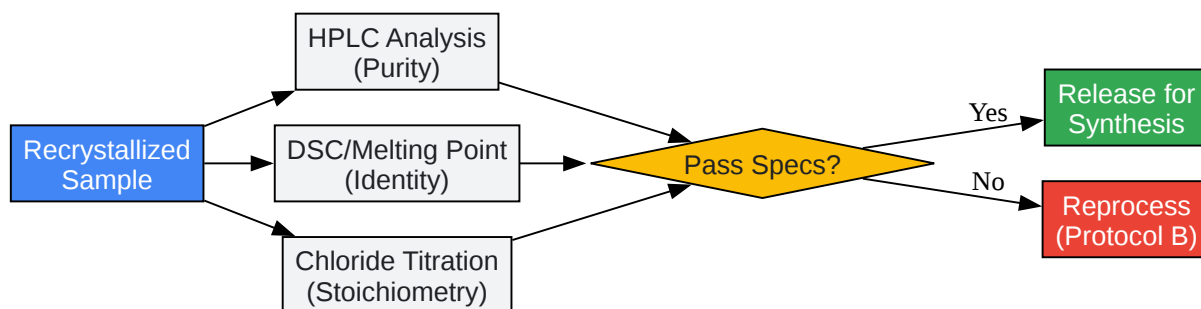 HPLC Analysis
(Purity)
Recrystallized
Sample
DSC/Melting Point
(Identity)
Chloride Titration
(Stoichiometry)
Pass Specs?
Yes
No
Release for
Synthesis
Reprocess
(Protocol B)